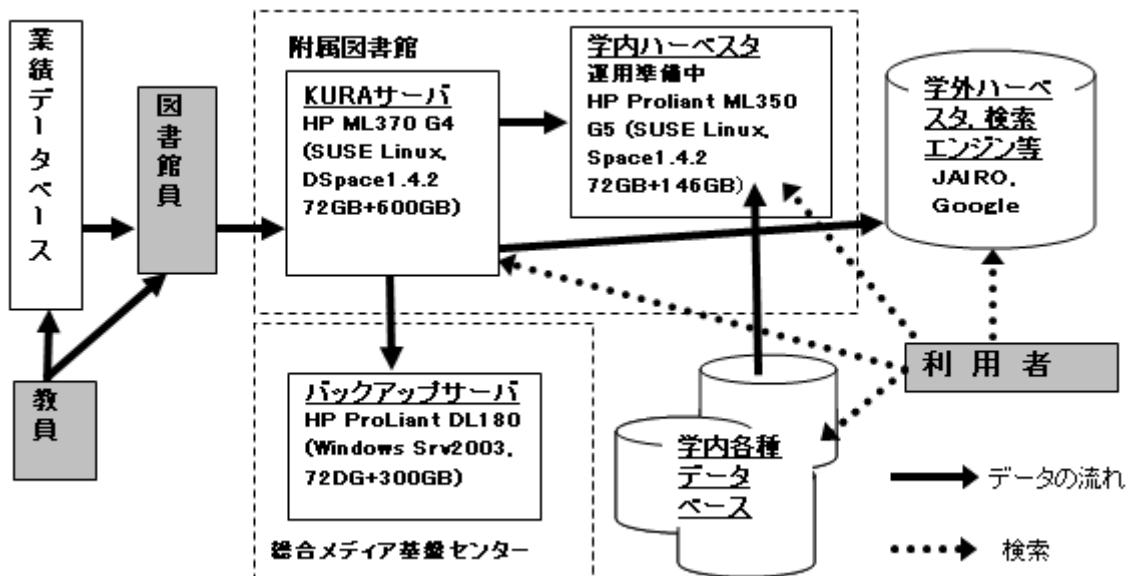 業績データベース
図書館員
教員
附属図書館
KURAサーバ
HP ML370 G4
(SUSE Linux,
DSpace1.4.2
72GB+600GB)
学内ハーベスタ
運用準備中
HP Proliant ML350
G5 (SUSE Linux,
Space1.4.2
72GB+146GB)
学外ハーベ
スタ, 検索
エンジン等
JAIRO,
Google
バックアップサーバ
HP ProLiant DL180
(Windows Srv2003,
72DG+300GB)
総合メディア基盤センター
学内各種
データ
ベース
利用者
データの流れ
検索